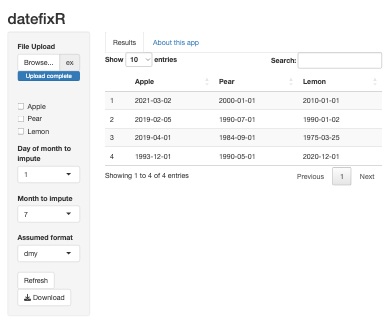 datefixR
File Upload
Browse... ex
Upload complete
Apple
Pear
Lemon
Day of month to
impute
1
Month to impute
7
Assumed format
dmy
Refresh
Download
Results About this app
Show 10 entries Search:
Apple Pear Lemon
1 2021-03-02 2000-01-01 2010-01-01
2 2019-02-05 1990-07-01 1990-01-02
3 2019-04-01 1984-09-01 1975-03-25
4 1993-12-01 1990-05-01 2020-12-01
Showing 1 to 4 of 4 entries Previous 1 Next